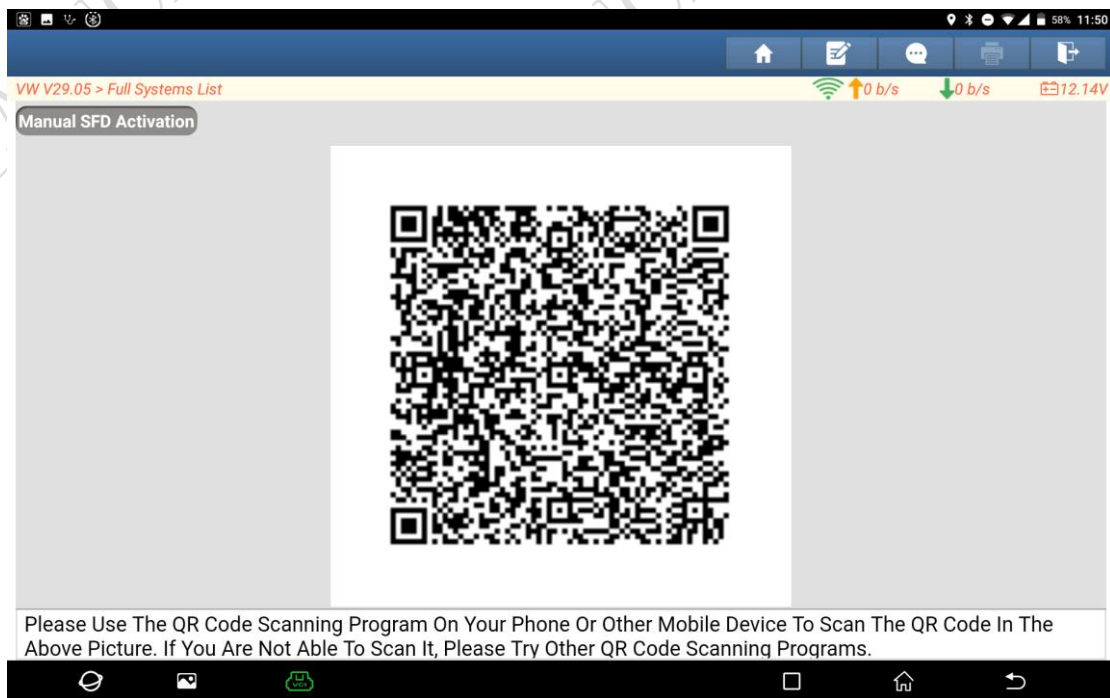 58% 11:50
VW V29.05 > Full Systems List
0 b/s
0 b/s
12.14V
Manual SFD Activation
Please Use The QR Code Scanning Program On Your Phone Or Other Mobile Device To Scan The QR Code In The
Above Picture. If You Are Not Able To Scan It, Please Try Other QR Code Scanning Programs.
VCI